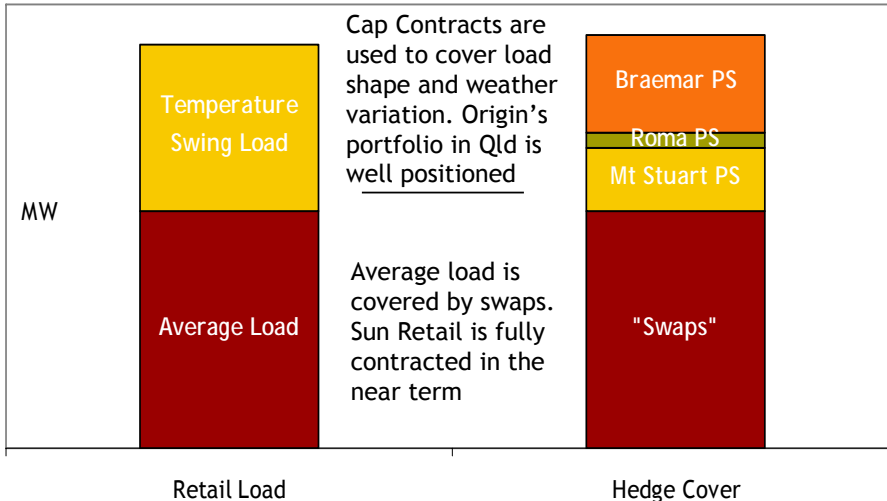 Cap Contracts are
used to cover load
shape and weather
variation. Origin's
portfolio in Qld is
well positioned
Temperature
Swing Load
Braemar PS
Roma PS
Mt Stuart PS
MW
Average load is
covered by swaps.
Sun Retail is fully
contracted in the
near term
Average Load
"Swaps"
Retail Load
Hedge Cover